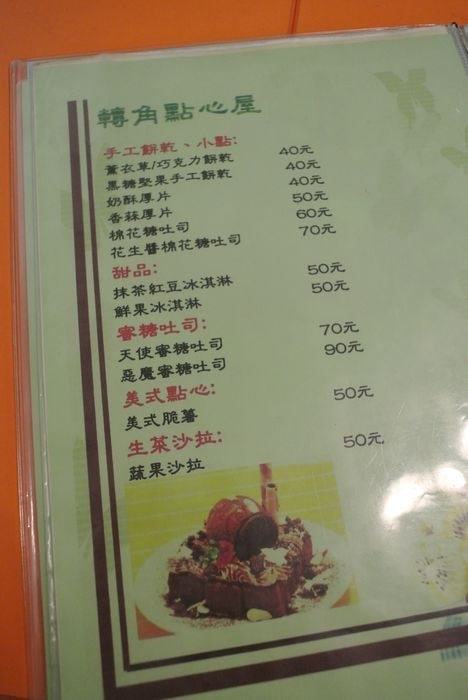 轉角點心屋
手工餅乾、小點:
薰衣草/巧克力餅乾 40元
黑糖堅果手工餅乾 40元
奶酥厚片 40元
香蒜厚片 50元
棉花糖吐司 60元
花生醬棉花糖吐司 70元
甜品:
抹茶紅豆冰淇淋 50元
鮮果冰淇淋 50元
蜜糖吐司:
天使蜜糖吐司 70元
惡魔蜜糖吐司 90元
美式點心:
美式脆薯 50元
生菜沙拉:
蔬果沙拉 50元